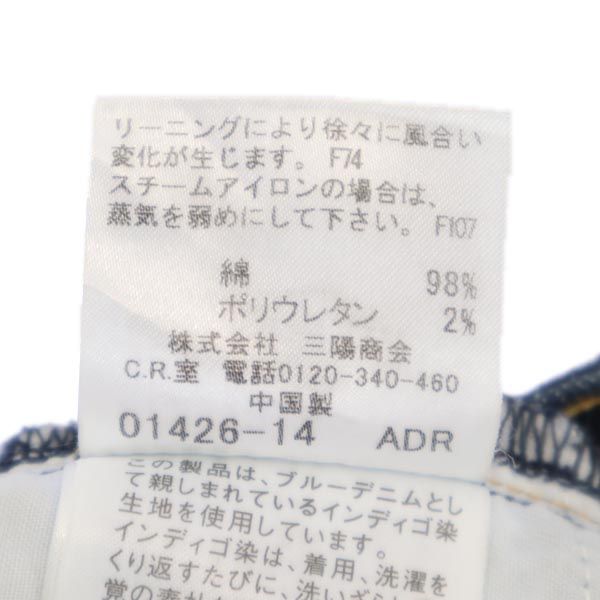 リーニングにより徐々に風合い
変化が生じます。 F74
スチームアイロンの場合は、
蒸気を弱めにして下さい。 F107
綿 98%
ポリウレタン 2%
株式会社 三陽商会
C.R.室 電話0120-340-460
中国製
01426-14 ADR
この製品は、ブルーデニムとし
て親しまれているインディゴ染
生地を使用しています。
インディゴ染は、着用、洗濯を
くり返すたびに、洗いざ
覚の